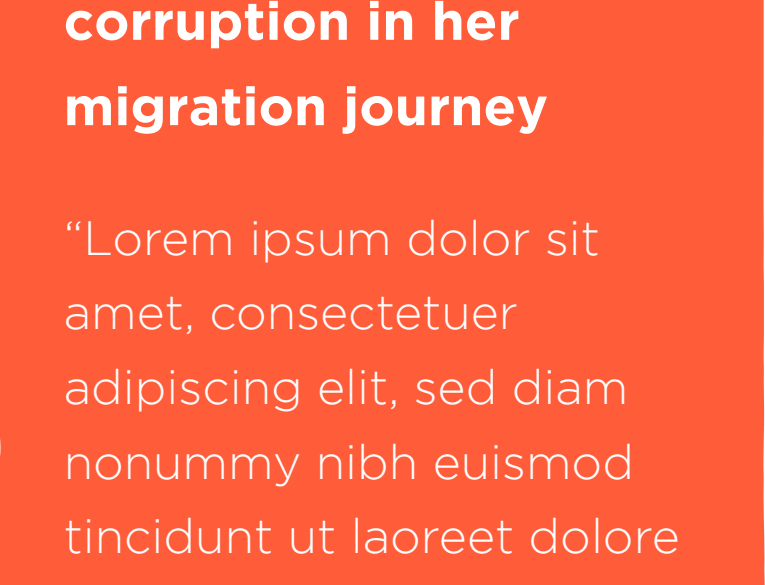 corruption in her
migration journey
“Lorem ipsum dolor sit
amet, consectetuer
adipiscing elit, sed diam
nonummy nibh euismod
tincidunt ut laoreet dolore